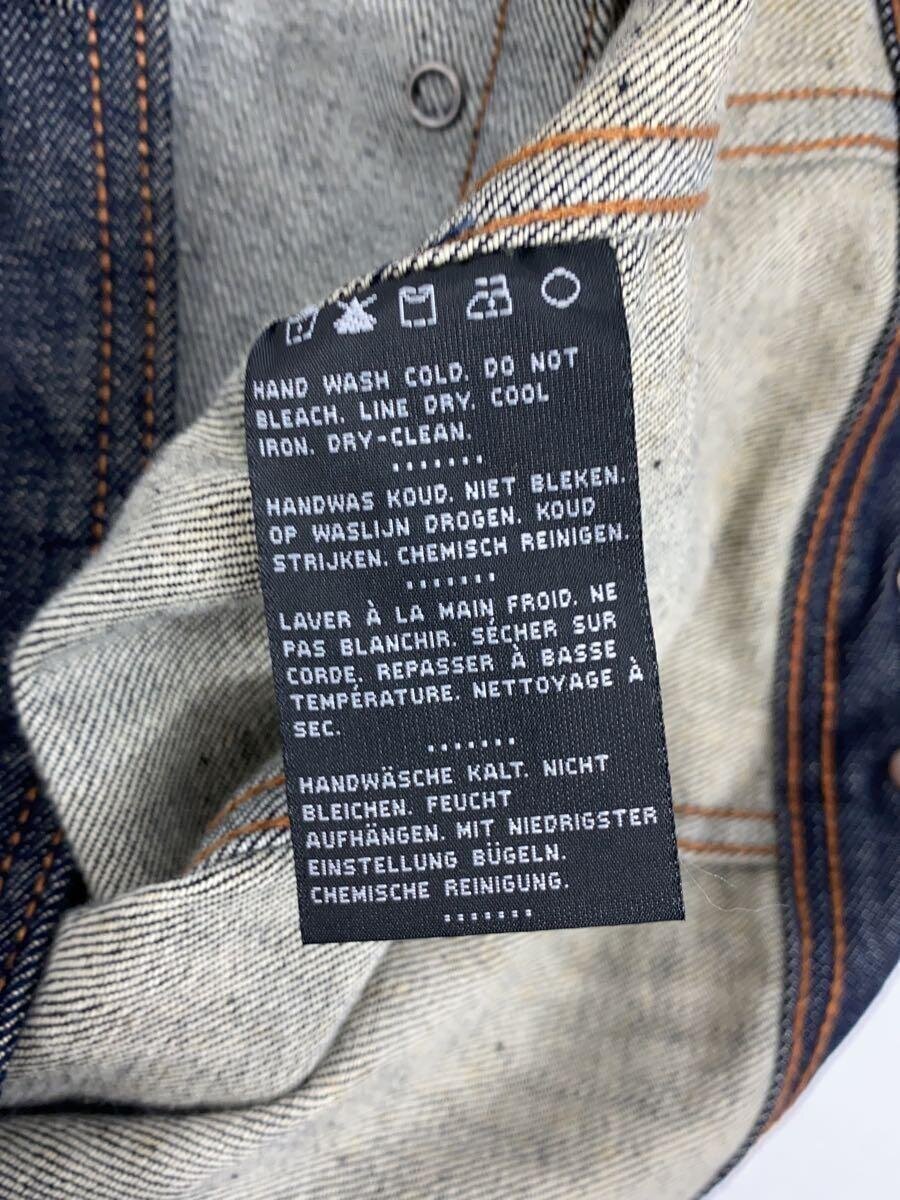 HAND WASH COLD. DO NOT
BLEACH. LINE DRY. COOL
IRON. DRY-CLEAN.
HANDWAS KOUD. NIET BLEKEN.
OP WASLIJN DROGEN. KOUD
STRIJKEN. CHEMISCH REINIGEN.
LAVER À LA MAIN FROID. NE
PAS BLANCHIR. SÉCHER SUR
CORDE. REPASSER À BASSE
TEMPÉRATURE. NETTOYAGE À
SEC.
HANDWÄSCHE KALT. NICHT
BLEICHEN. FEUCHT
AUFHÄNGEN. MIT NIEDRIGSTER
EINSTELLUNG BÜGELN.
CHEMISCHE REINIGUNG.